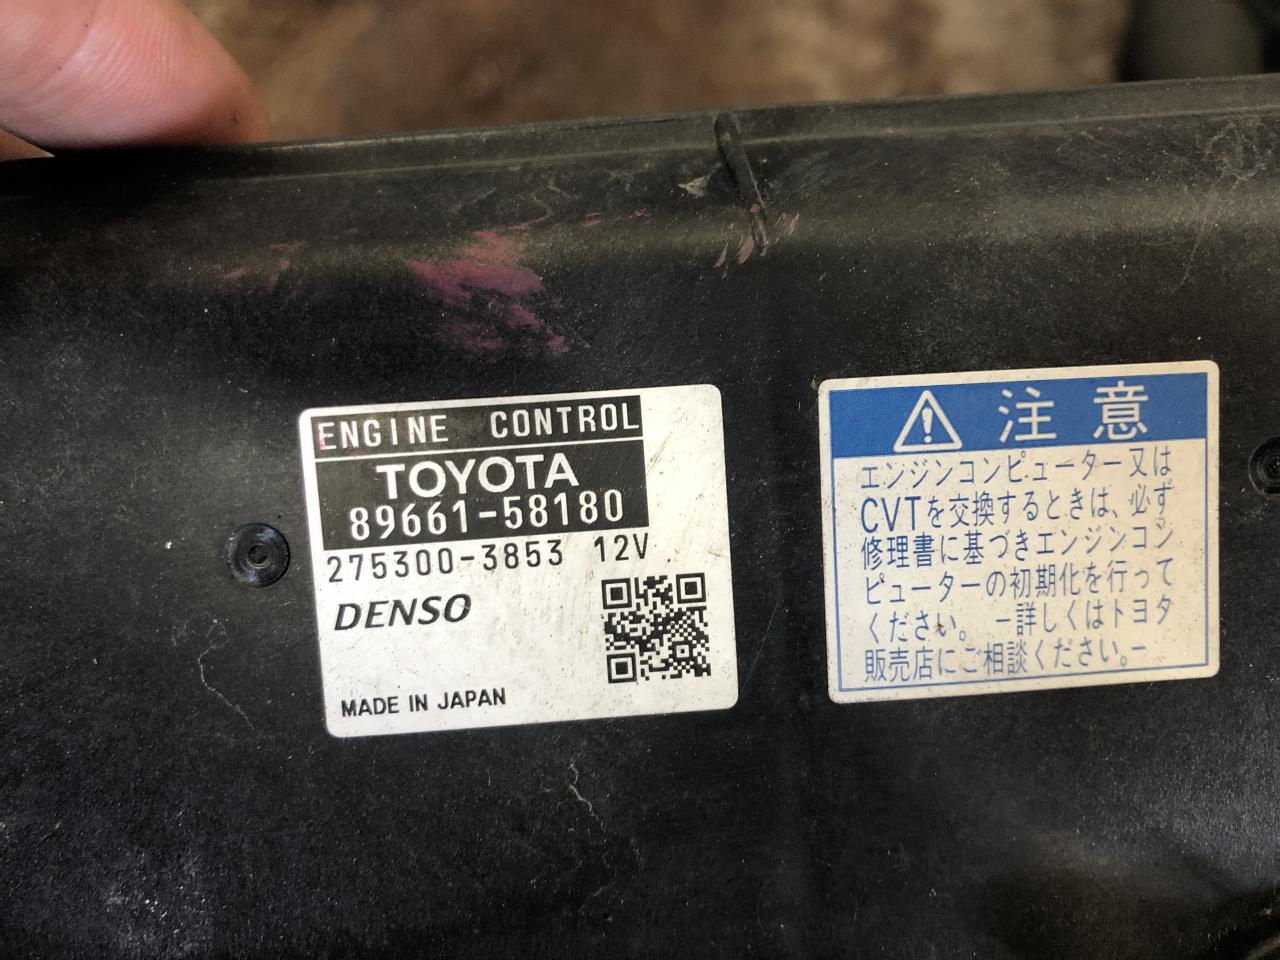 ENGINE CONTROL
TOYOTA
89661-58180
275300-3853 12V
DENSO
MADE IN JAPAN
注意
エンジンコンピューター又は
CVTを交換するときは、必ず
修理書に基づきエンジンコン
ピューターの初期化を行って
ください。 ー詳しくはトヨタ
販売店にご相談ください。ー